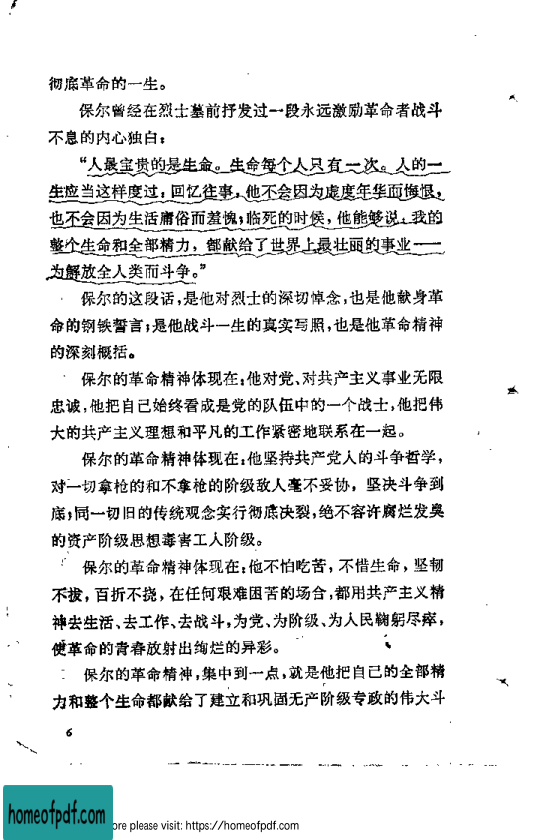 彻底革命的一生。
保尔曾经在烈士墓前抒发过一段永远激励革命者战斗
不息的内心独白：
“人最宝贵的是生命。生命每个人只有一次。人的一
生应当这样度过：回忆往事，他不会因为虚度年华而悔恨，
也不会因为生活庸俗而羞愧；临死的时候，他能够说：我的
整个生命和全部精力，都献给了世界上最壮丽的事业——
为解放全人类而斗争。”
保尔的这段话，是他对烈士的深切悼念，也是他献身革
命的钢铁誓言；是他战斗一生的真实写照，也是他革命精神
的深刻概括。
保尔的革命精神体现在：他对党、对共产主义事业无限
忠诚，他把自己始终看成是党的队伍中的一个战士，他把伟
大的共产主义理想和平凡的工作紧密地联系在一起。
保尔的革命精神体现在：他坚持共产党人的斗争哲学，
对一切拿枪的和不拿枪的阶级敌人毫不妥协，坚决斗争到
底；同一切旧的传统观念实行彻底决裂，绝不容许腐烂发臭
的资产阶级思想毒害工人阶级。
保尔的革命精神体现在：他不怕吃苦，不惜生命，坚韧
不拔，百折不挠，在任何艰难困苦的场合，都用共产主义精
神去生活、去工作、去战斗，为党、为阶级、为人民鞠躬尽瘁，
使革命的青春放射出绚烂的异彩。
保尔的革命精神，集中到一点，就是他把自己的全部精
力和整个生命都献给了建立和巩固无产阶级专政的伟大斗
6
homeofpdf.com
ore please visit: https://homeofpdf.com